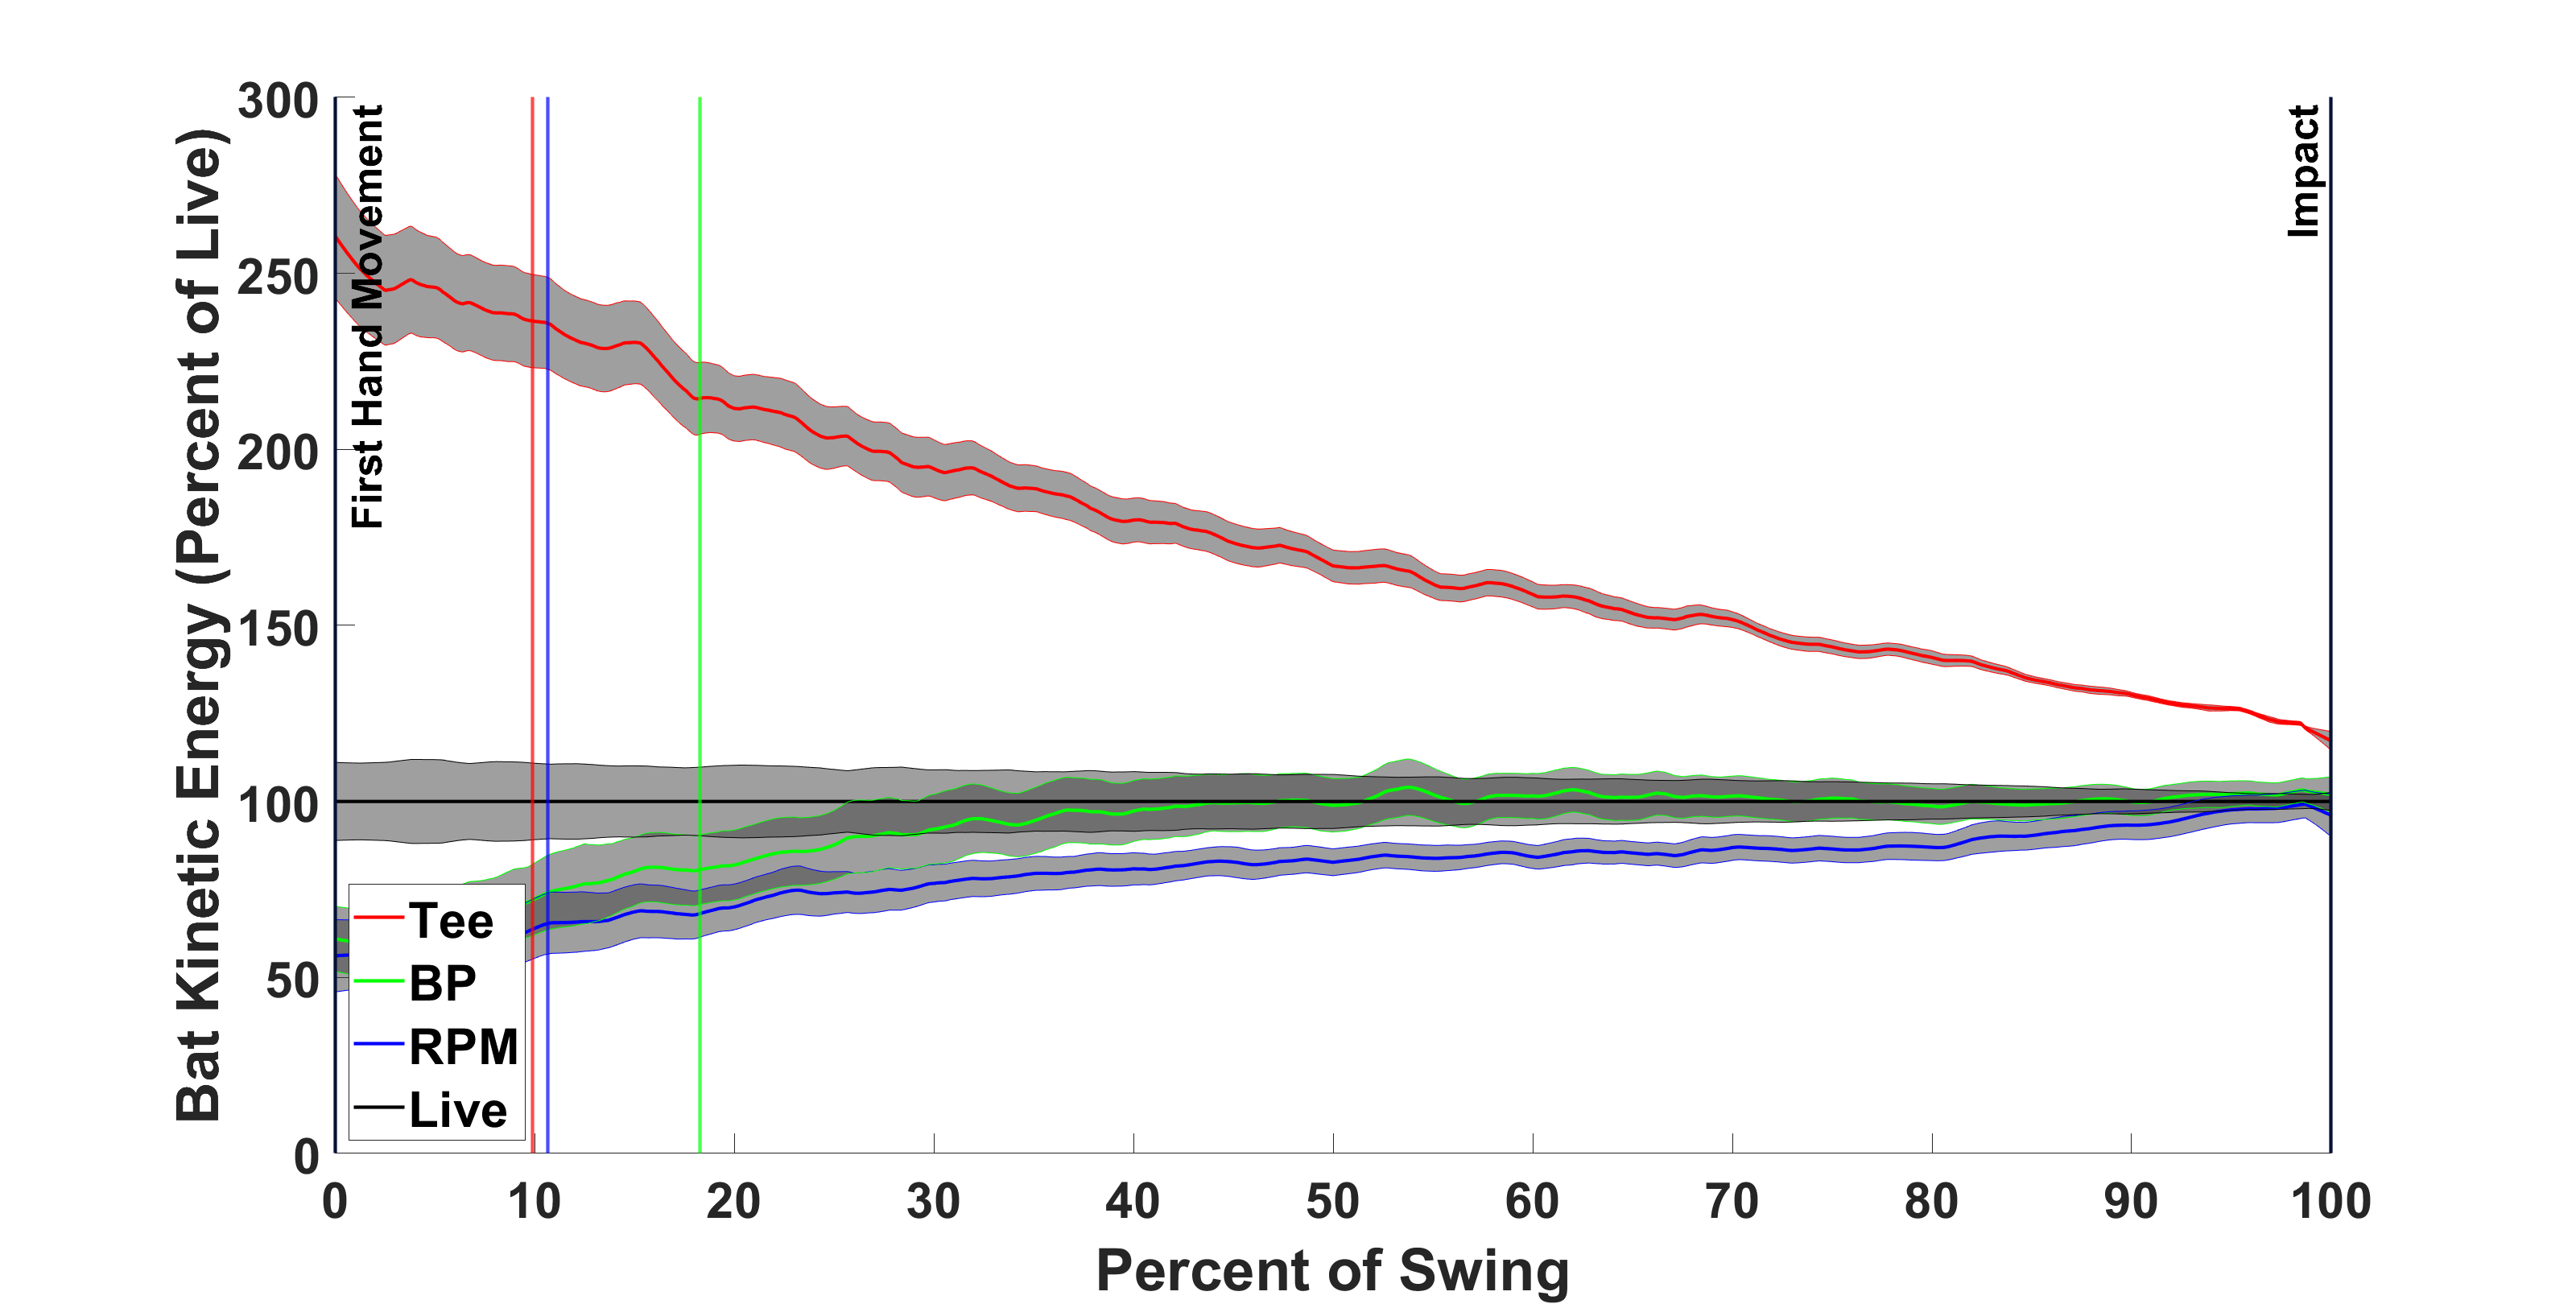 Bat Kinetic Energy (Percent of Live)
300
250
200
150
100
50
0
First Hand Movement
Impact
Tee
BP
RPM
Live
0 10 20 30 40 50 60 70 80 90 100
Percent of Swing